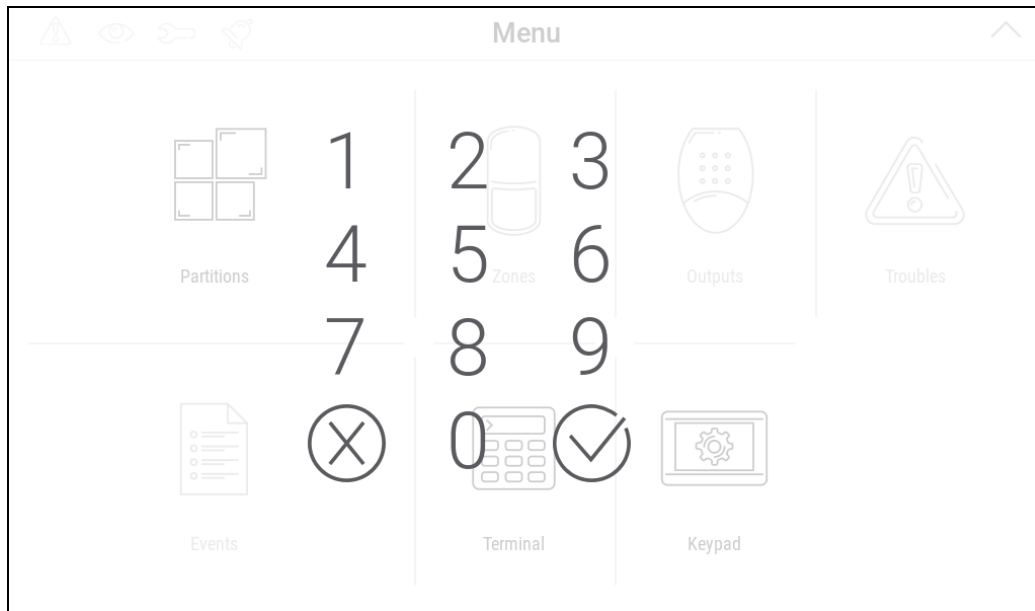 Menu
1 2 3
4 5 6
Partitions Zones Outputs Troubles
7 8 9
0
Events Terminal Keypad